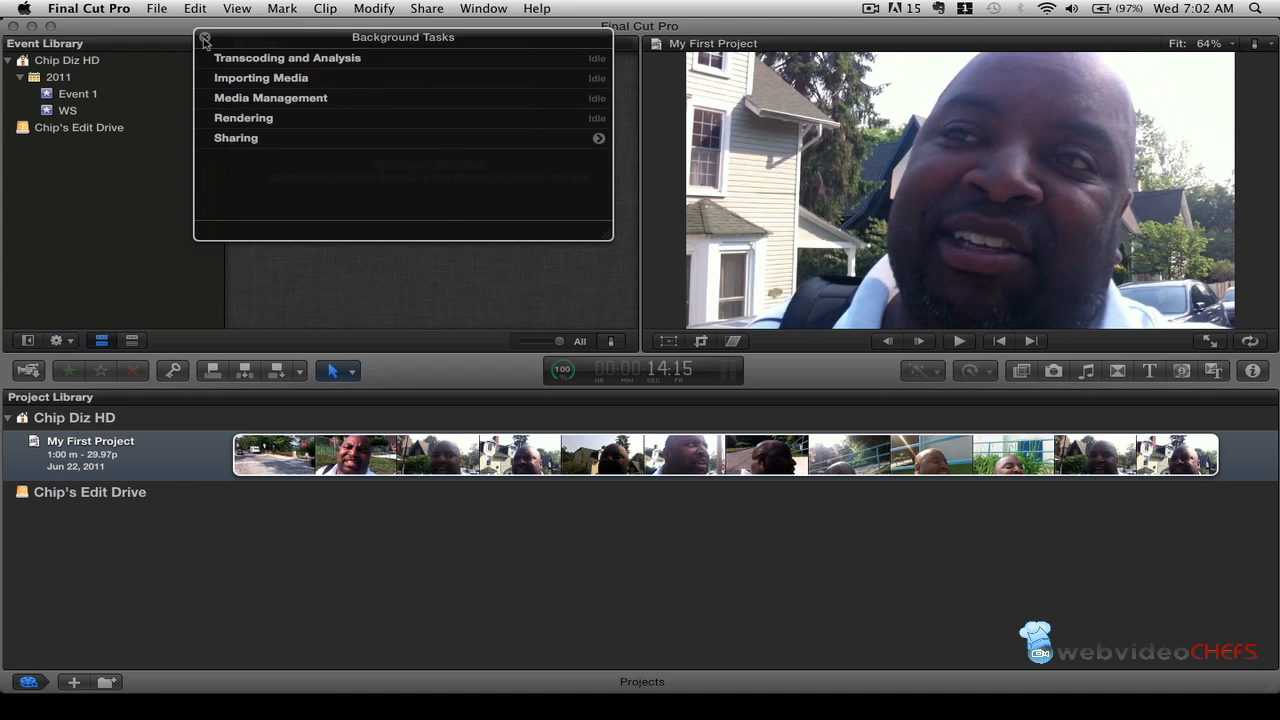 Final Cut Pro File Edit View Mark Clip Modify Share Window Help 15 1 (97%) Wed 7:02 AM
Final Cut Pro
Event Library
Chip Diz HD
2011
Event 1
WS
Chip's Edit Drive
Background Tasks
Transcoding and Analysis Idle
Importing Media Idle
Media Management Idle
Rendering Idle
Sharing
My First Project Fit: 64%
All
100 00:00:14:15
HR MIN SEC FR
Project Library
Chip Diz HD
My First Project
1:00 m - 29.97p
Jun 22, 2011
Chip's Edit Drive
webvideoCHEFS
Projects